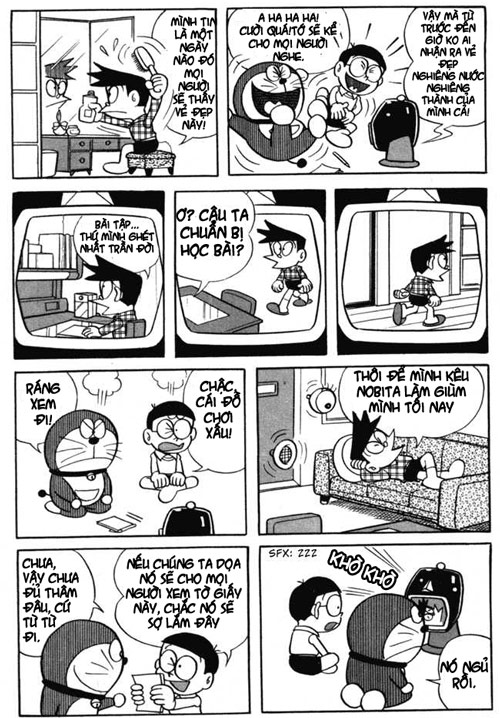 MÌNH TIN
LÀ MỘT
NGÀY
NÀO ĐÓ
MỌI
NGƯỜI
SẼ THẤY
VẺ ĐẸP
NÀY!
A HA HA HA!
CƯỜI QUÁ!TỚ SẼ KỂ
CHO MỌI NGƯỜI
NGHE.
VẬY MÀ TỪ
TRƯỚC ĐẾN
GIỜ KO AI
NHẬN RA VẺ
ĐẸP
NGHIÊNG NƯỚC
NGHIÊNG
THÀNH CỦA
MÌNH CẢ!
BÀI TẬP...
THỨ MÌNH GHÉT
NHẤT TRẦN ĐỜI
Ơ? CẬU TA
CHUẨN BỊ
HỌC BÀI?
RÁNG
XEM
ĐI!
CHẬC,
CÁI ĐỒ
CHƠI
XẤU!
THÔI ĐỂ MÌNH KÊU
NOBITA LÀM GIÙM
MÌNH TỐI NAY
CHƯA,
VẬY CHƯA
ĐỦ THÂM
ĐÂU, CỨ
TỪ TỪ
ĐI.
NẾU CHÚNG TA DỌA
NÓ SẼ CHO MỌI
NGƯỜI XEM TỜ GIẤY
NÀY, CHẮC NÓ SẼ
SỢ LẮM ĐÂY
SFX: ZZZ
KHÒ KHÒ
NÓ NGỦ
RỒI.